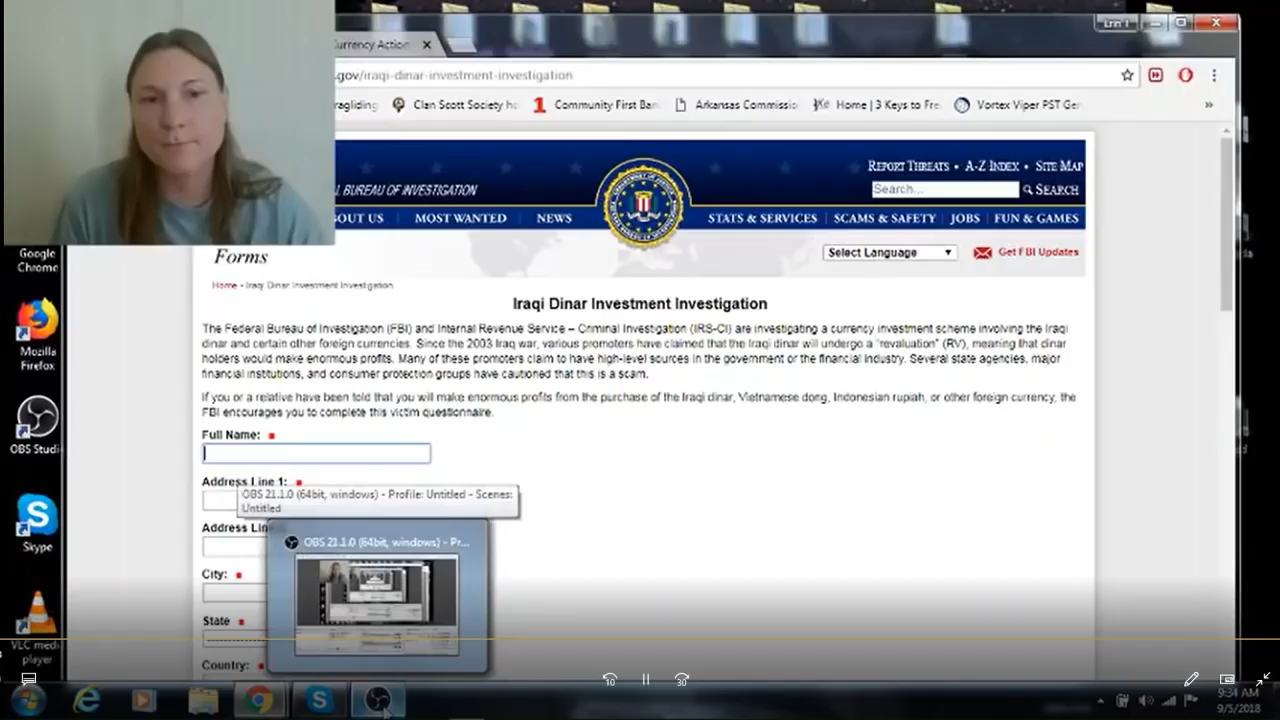 Erin T
Currency Action
.gov/iraqi-dinar-investment-investigation
ragliding
Clan Scott Society ho
1 Community First Ban
Arkansas Commissio
Home | 3 Keys to Fre
Vortex Viper PST Ger
»
REPORT THREATS • A-Z INDEX • SITE MAP
L BUREAU OF INVESTIGATION
Search...
SEARCH
OUT US
MOST WANTED
NEWS
STATS & SERVICES
SCAMS & SAFETY
JOBS
FUN & GAMES
Forms
Select Language
Get FBI Updates
Home • Iraqi Dinar Investment Investigation
Iraqi Dinar Investment Investigation
The Federal Bureau of Investigation (FBI) and Internal Revenue Service – Criminal Investigation (IRS-CI) are investigating a currency investment scheme involving the Iraqi
dinar and certain other foreign currencies. Since the 2003 Iraq war, various promoters have claimed that the Iraqi dinar will undergo a "revaluation" (RV), meaning that dinar
holders would make enormous profits. Many of these promoters claim to have high-level sources in the government or the financial industry. Several state agencies, major
financial institutions, and consumer protection groups have cautioned that this is a scam.
If you or a relative have been told that you will make enormous profits from the purchase of the Iraqi dinar, Vietnamese dong, Indonesian rupiah, or other foreign currency, the
FBI encourages you to complete this victim questionnaire.
Full Name:
Address Line 1:
OBS 21.1.0 (64bit, windows) - Profile: Untitled - Scenes:
Untitled
Address Lin
OBS 21.1.0 (64bit, windows) - Pr...
City:
State
Country:
Google
Chrome
Mozilla
Firefox
OBS Studi
Skype
VLC medi
player
10
30
9:34 AM
9/5/2018